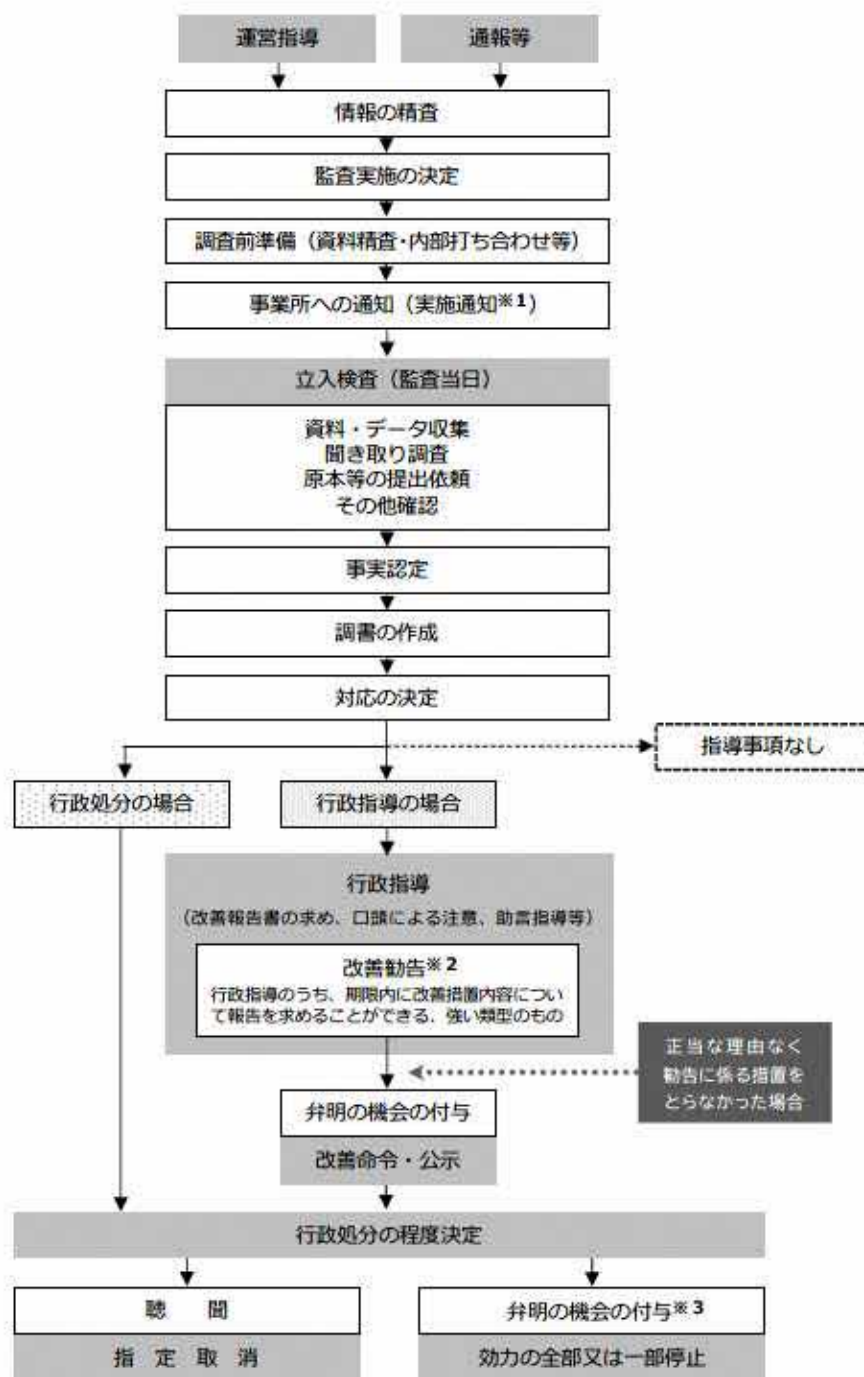 運営指導
通報等
情報の精査
監査実施の決定
調査前準備（資料精査・内部打ち合わせ等）
事業所への通知（実施通知※1）
立入検査（監査当日）
資料・データ収集
聞き取り調査
原本等の提出依頼
その他確認
事実認定
調書の作成
対応の決定
指導事項なし
行政処分の場合
行政指導の場合
行政指導
（改善報告書の求め、口頭による注意、助言指導等）
改善勧告※2
行政指導のうち、期限内に改善措置内容につい
て報告を求めることができる、強い類型のもの
正当な理由なく
勧告に係る措置を
とらなかった場合
弁明の機会の付与
改善命令・公示
行政処分の程度決定
聴　聞
弁明の機会の付与※3
指 定 取 消
効力の全部又は一部停止